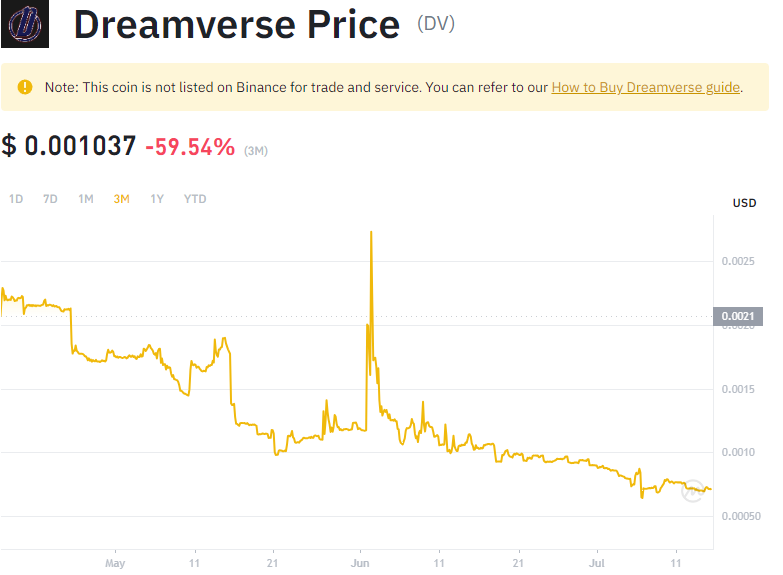 Dreamverse Price (DV)
Note: This coin is not listed on Binance for trade and service. You can refer to our How to Buy Dreamverse guide.
$ 0.001037 -59.54% (3M)
1D 7D 1M 3M 1Y YTD
USD
0.0025
0.0021
0.0020
0.0015
0.0010
0.00050
May 11 21 Jun 11 21 Jul 11